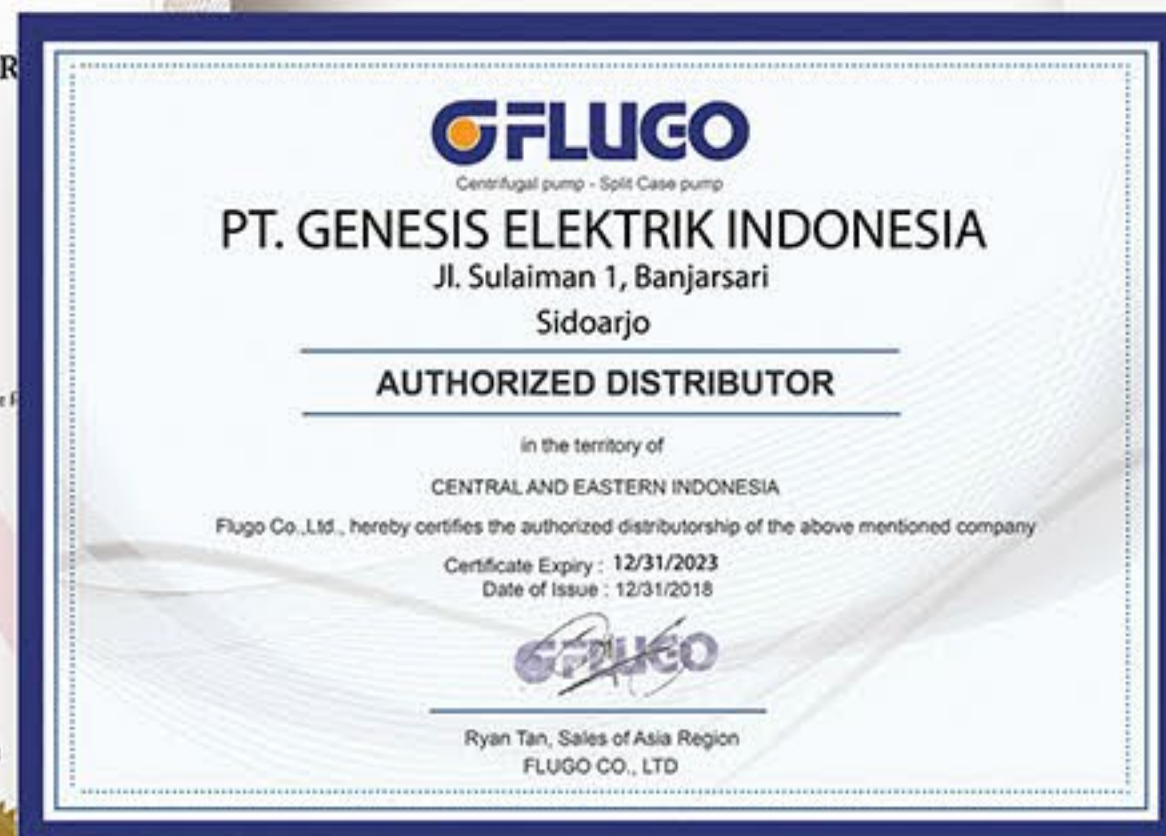 R
FLUGO
Centrifugal pump - Split Case pump
PT. GENESIS ELEKTRIK INDONESIA
Jl. Sulaiman 1, Banjarsari
Sidoarjo
AUTHORIZED DISTRIBUTOR
in the territory of
CENTRAL AND EASTERN INDONESIA
Flugo Co.,Ltd., hereby certifies the authorized distributorship of the above mentioned company
Certificate Expiry : 12/31/2023
Date of Issue : 12/31/2018
FLUGO
Ryan Tan, Sales of Asia Region
FLUGO CO., LTD